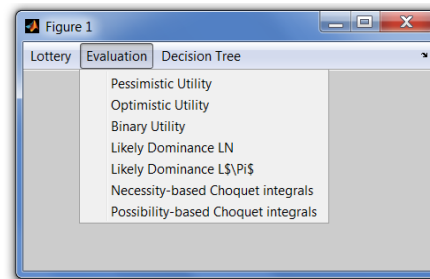 Figure 1
Lottery Evaluation Decision Tree
Pessimistic Utility
Optimistic Utility
Binary Utility
Likely Dominance LN
Likely Dominance L$\Pi$
Necessity-based Choquet integrals
Possibility-based Choquet integrals